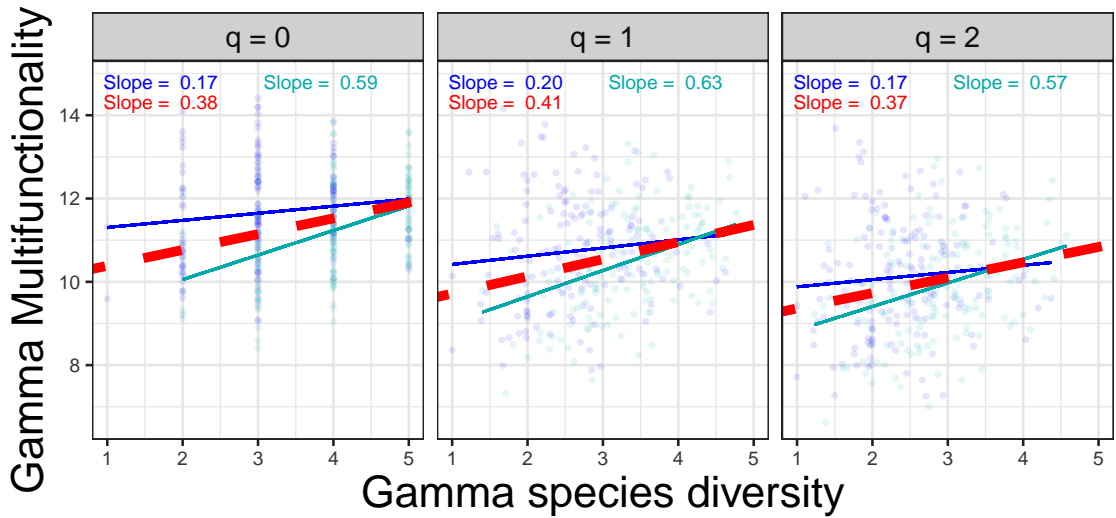 Gamma Multifunctionality
q = 0
q = 1
q = 2
Slope = 0.17 Slope = 0.59
Slope = 0.38
Slope = 0.20 Slope = 0.63
Slope = 0.41
Slope = 0.17 Slope = 0.57
Slope = 0.37
14
12
10
8
1 2 3 4 5
1 2 3 4 5
1 2 3 4 5
Gamma species diversity